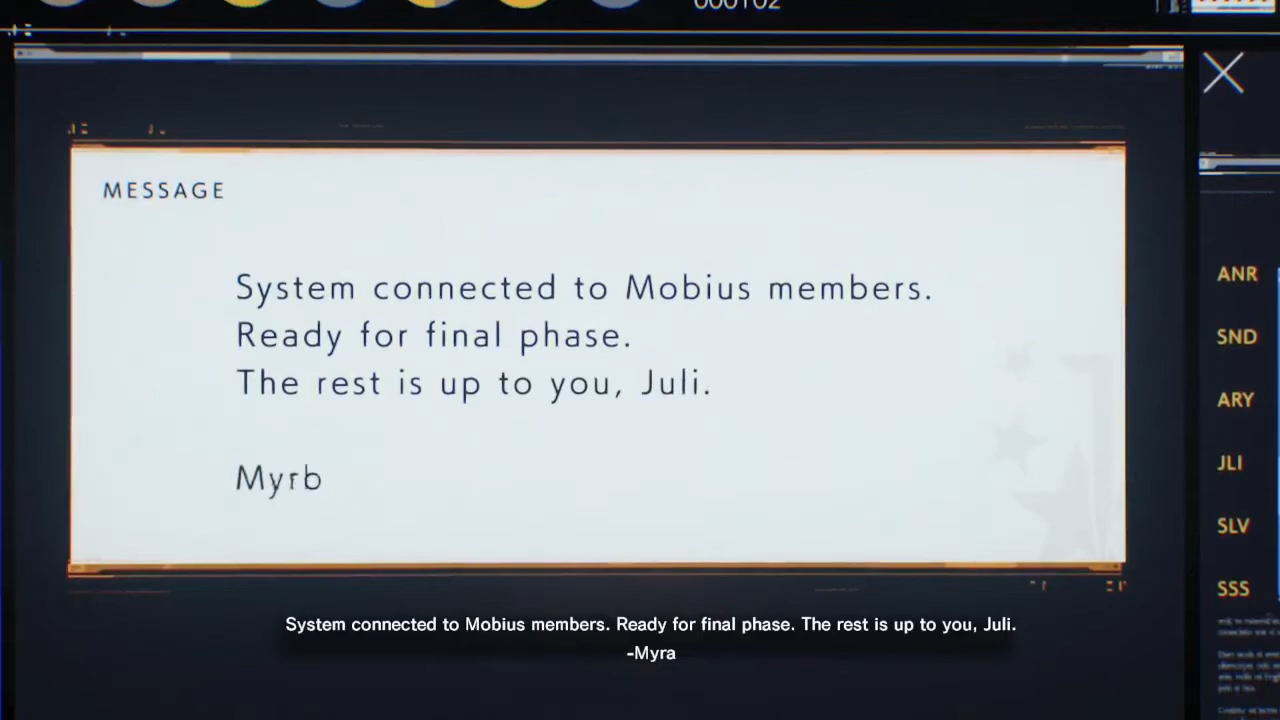 000102
MESSAGE
System connected to Mobius members.
Ready for final phase.
The rest is up to you, Juli.
Myrb
ANR
SND
ARY
JLI
SLV
SSS
System connected to Mobius members. Ready for final phase. The rest is up to you, Juli.
-Myra